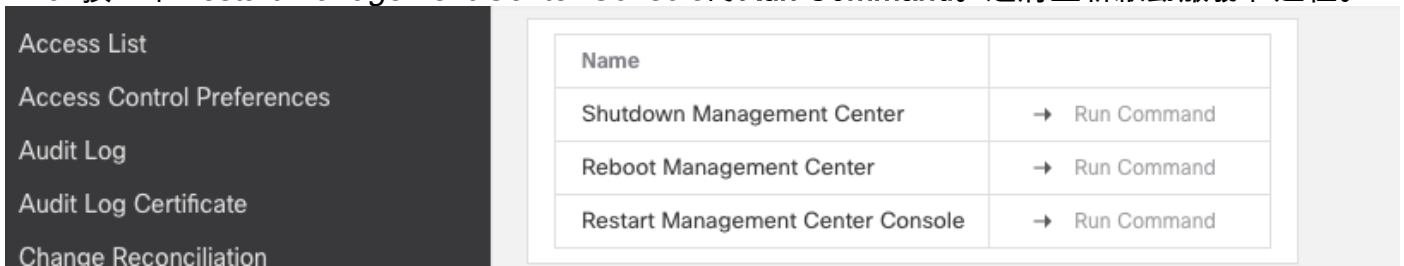 Access List
Access Control Preferences
Audit Log
Audit Log Certificate
Change Reconciliation
Name
Shutdown Management Center → Run Command
Reboot Management Center → Run Command
Restart Management Center Console → Run Command